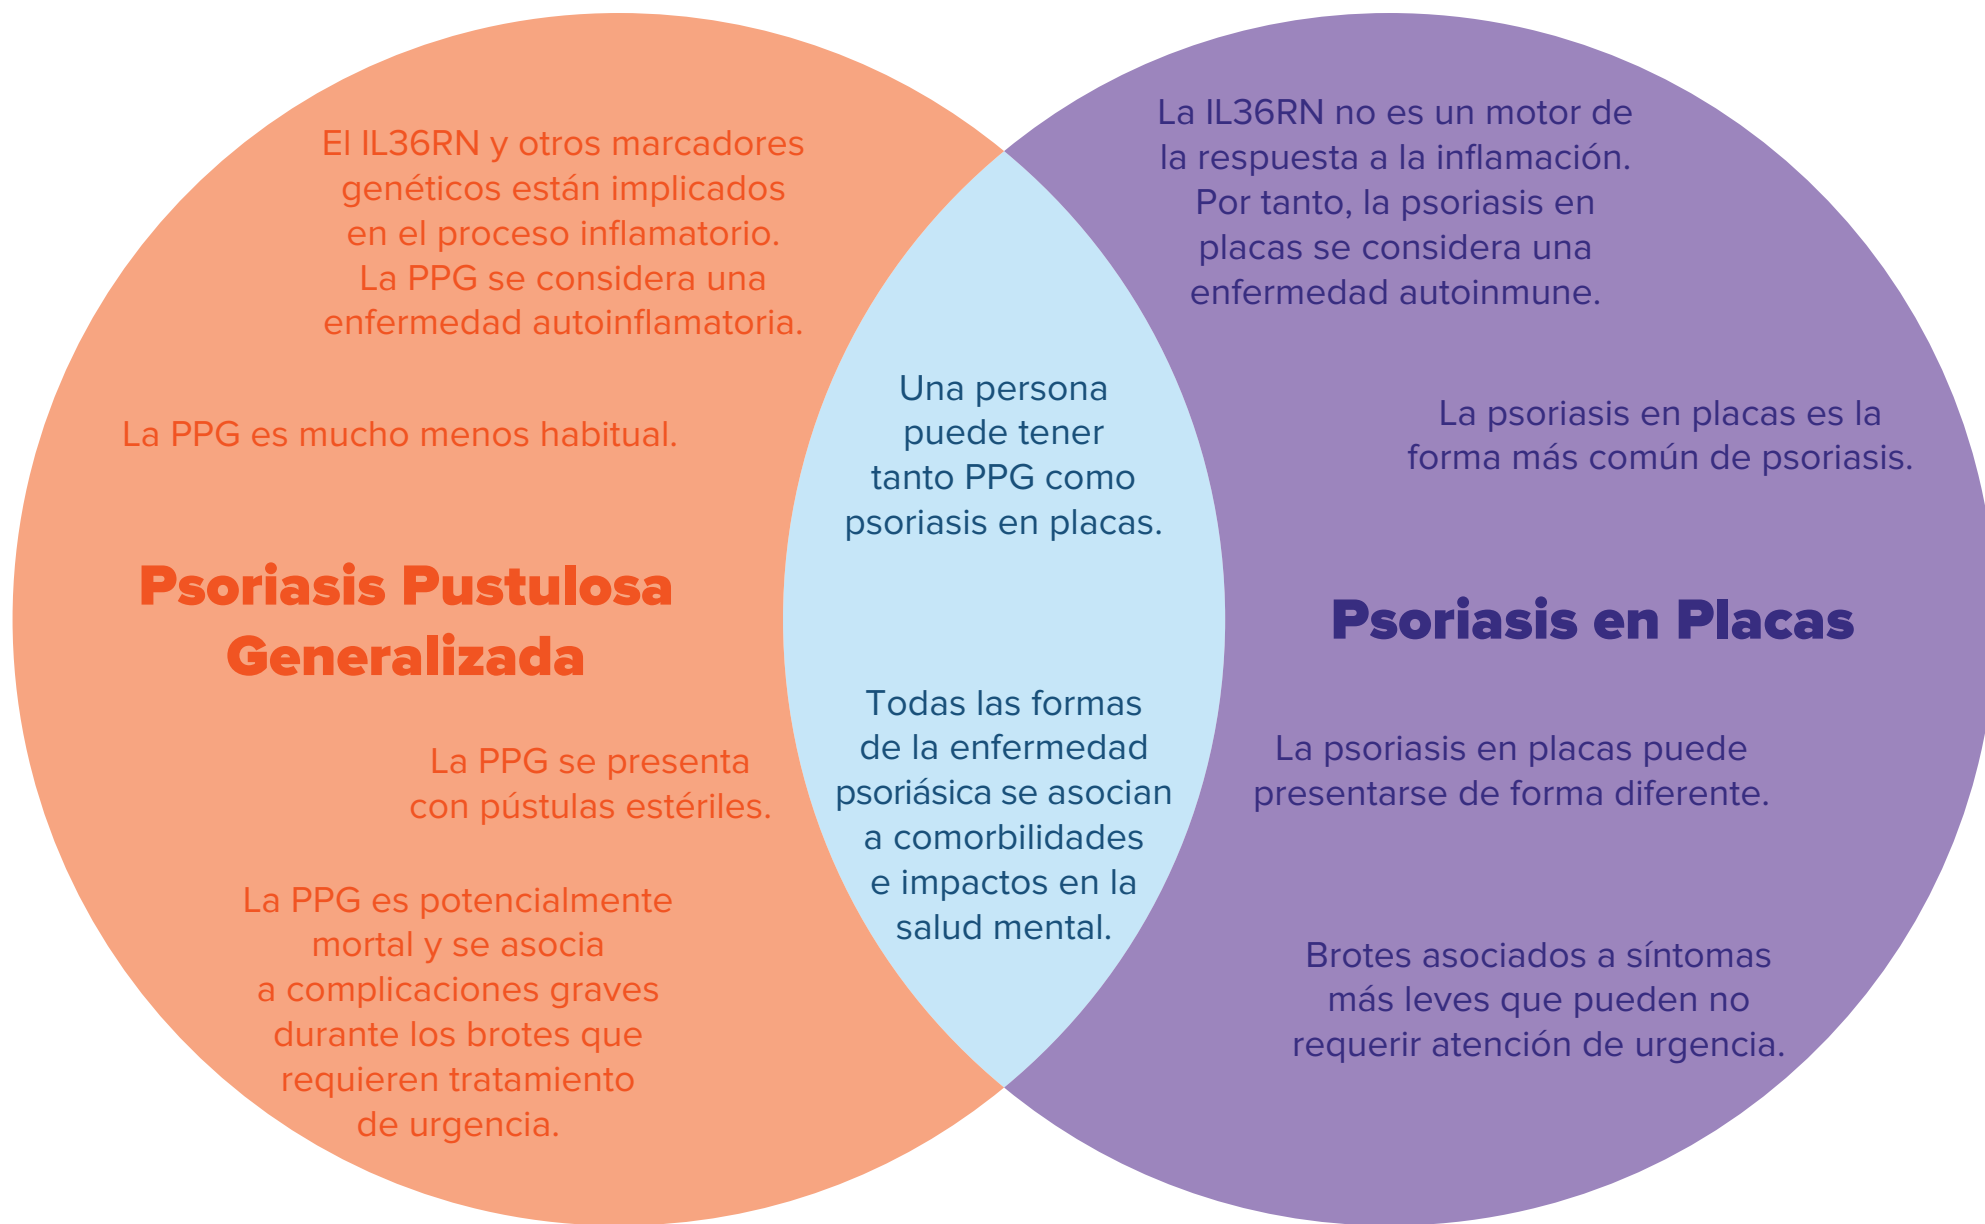 El IL36RN y otros marcadores
genéticos están implicados
en el proceso inflamatorio.
La PPG se considera una
enfermedad autoinflamatoria.
La PPG es mucho menos habitual.
Psoriasis Pustulosa
Generalizada
La PPG se presenta
con pústulas estériles.
La PPG es potencialmente
mortal y se asocia
a complicaciones graves
durante los brotes que
requieren tratamiento
de urgencia.
Una persona
puede tener
tanto PPG como
psoriasis en placas.
Todas las formas
de la enfermedad
psoriásica se asocian
a comorbilidades
e impactos en la
salud mental.
La IL36RN no es un motor de
la respuesta a la inflamación.
Por tanto, la psoriasis en
placas se considera una
enfermedad autoinmune.
La psoriasis en placas es la
forma más común de psoriasis.
Psoriasis en Placas
La psoriasis en placas puede
presentarse de forma diferente.
Brotes asociados a síntomas
más leves que pueden no
requerir atención de urgencia.